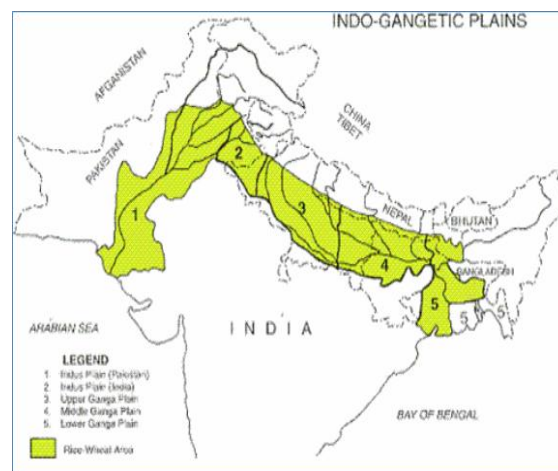 INDO-GANGETIC PLAINS
AFGANISTAN
CHINA
TIBET
PAKISTAN
2
1
3
NEPAL
BHUTAN
4
BANGLADESH
5
5
5
ARABIAN SEA
INDIA
LEGEND
1. Indus Plain (Pakistan)
2. Indus Plain (India)
3. Upper Ganga Plain
4. Middle Ganga Plain
5. Lower Ganga Plain
BAY OF BENGAL
Rice-Wheat Area